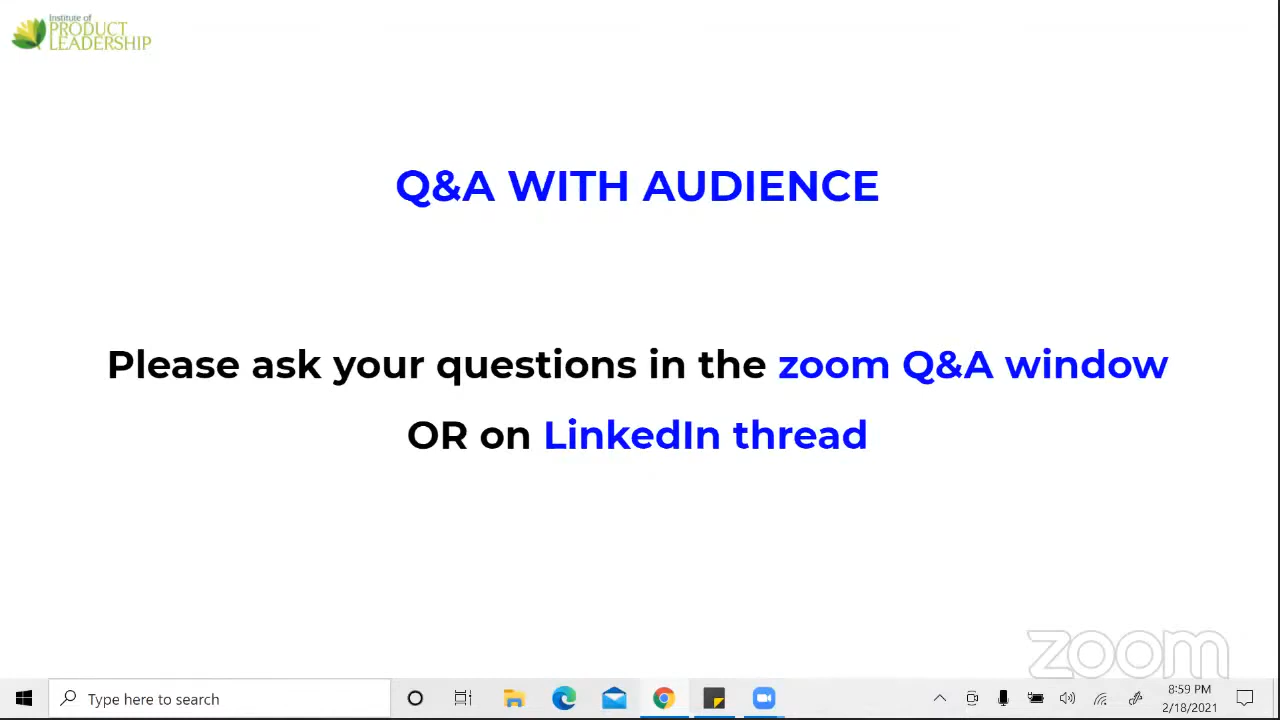 Institute of
PRODUCT
LEADERSHIP
Q&A WITH AUDIENCE
Please ask your questions in the zoom Q&A window
OR on LinkedIn thread
zoom
Type here to search
8:59 PM
2/18/2021